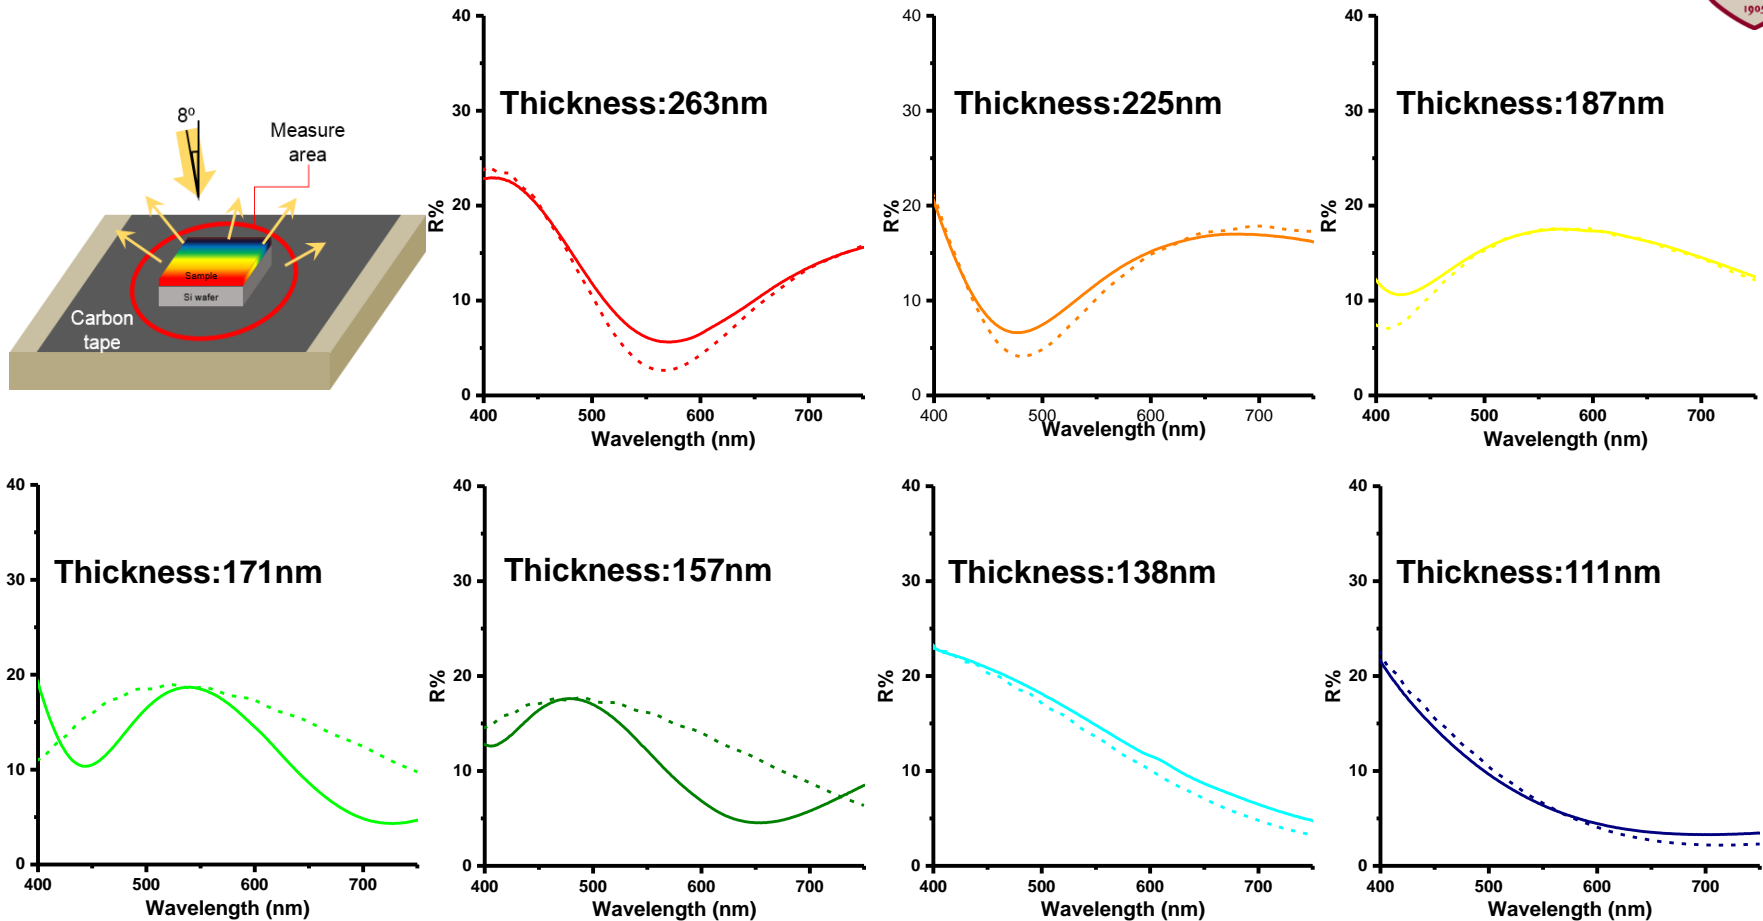 1905
8º
Measure
area
Sample
Si wafer
Carbon
tape
40
30
20
10
0
R%
Thickness:263nm
400
500
600
700
Wavelength (nm)
40
30
20
10
0
R%
Thickness:225nm
400
500
600
700
Wavelength (nm)
40
30
20
10
0
R%
Thickness:187nm
400
500
600
700
Wavelength (nm)
40
30
20
10
0
Thickness:171nm
400
500
600
700
Wavelength (nm)
40
30
20
10
0
R%
Thickness:157nm
400
500
600
700
Wavelength (nm)
40
30
20
10
0
R%
Thickness:138nm
400
500
600
700
Wavelength (nm)
40
30
20
10
0
R%
Thickness:111nm
400
500
600
700
Wavelength (nm)